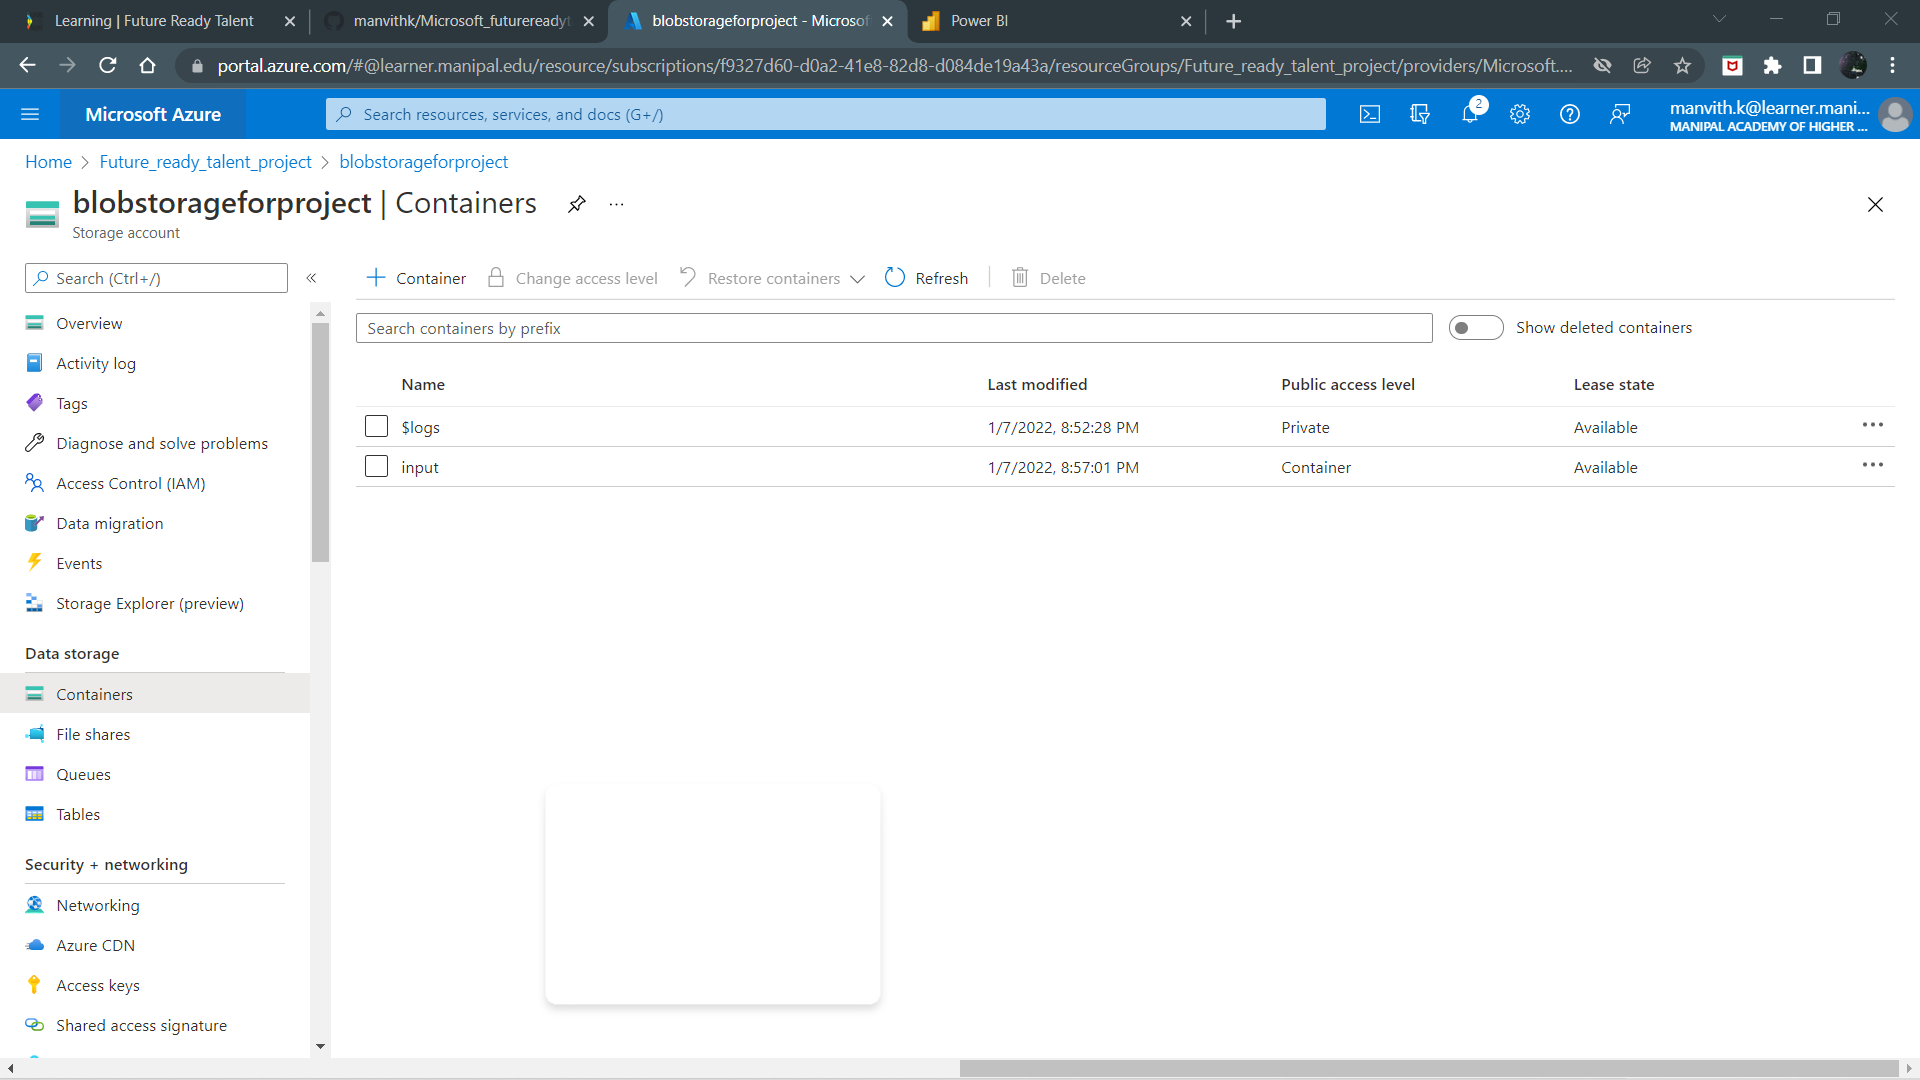 Learning | Future Ready Talent
manvithk/Microsoft_futurereadyt
blobstorageforproject - Microsof
Power BI
portal.azure.com/#@learner.manipal.edu/resource/subscriptions/f9327d60-d0a2-41e8-82d8-d084de19a43a/resourceGroups/Future_ready_talent_project/providers/Microsoft....
Microsoft Azure
Search resources, services, and docs (G+/)
2
manvith.k@learner.mani...
MANIPAL ACADEMY OF HIGHER ...
Home > Future_ready_talent_project > blobstorageforproject
blobstorageforproject | Containers
Storage account
Search (Ctrl+/)
Overview
Activity log
Tags
Diagnose and solve problems
Access Control (IAM)
Data migration
Events
Storage Explorer (preview)
Data storage
Containers
File shares
Queues
Tables
Security + networking
Networking
Azure CDN
Access keys
Shared access signature
Container
Change access level
Restore containers
Refresh
Delete
Search containers by prefix
Show deleted containers
Name Last modified Public access level Lease state
$logs 1/7/2022, 8:52:28 PM Private Available
input 1/7/2022, 8:57:01 PM Container Available